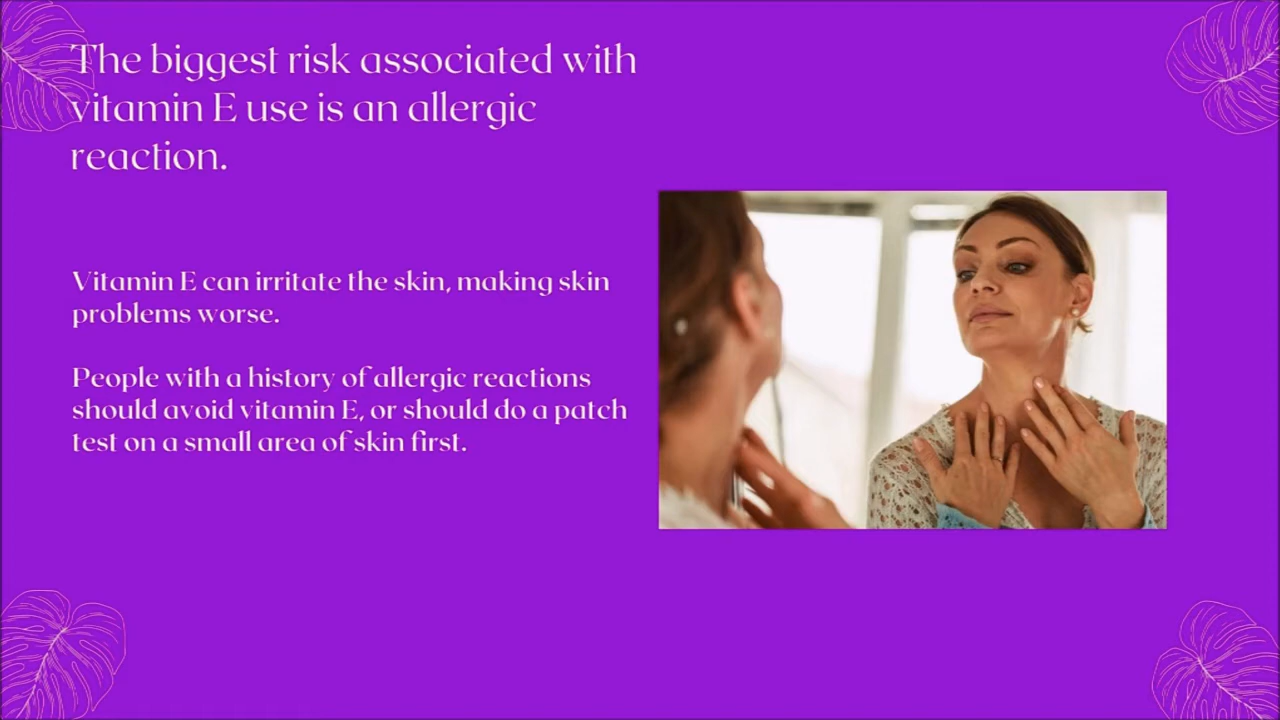 The biggest risk associated with
vitamin E use is an allergic
reaction.
Vitamin E can irritate the skin, making skin
problems worse.
People with a history of allergic reactions
should avoid vitamin E, or should do a patch
test on a small area of skin first.